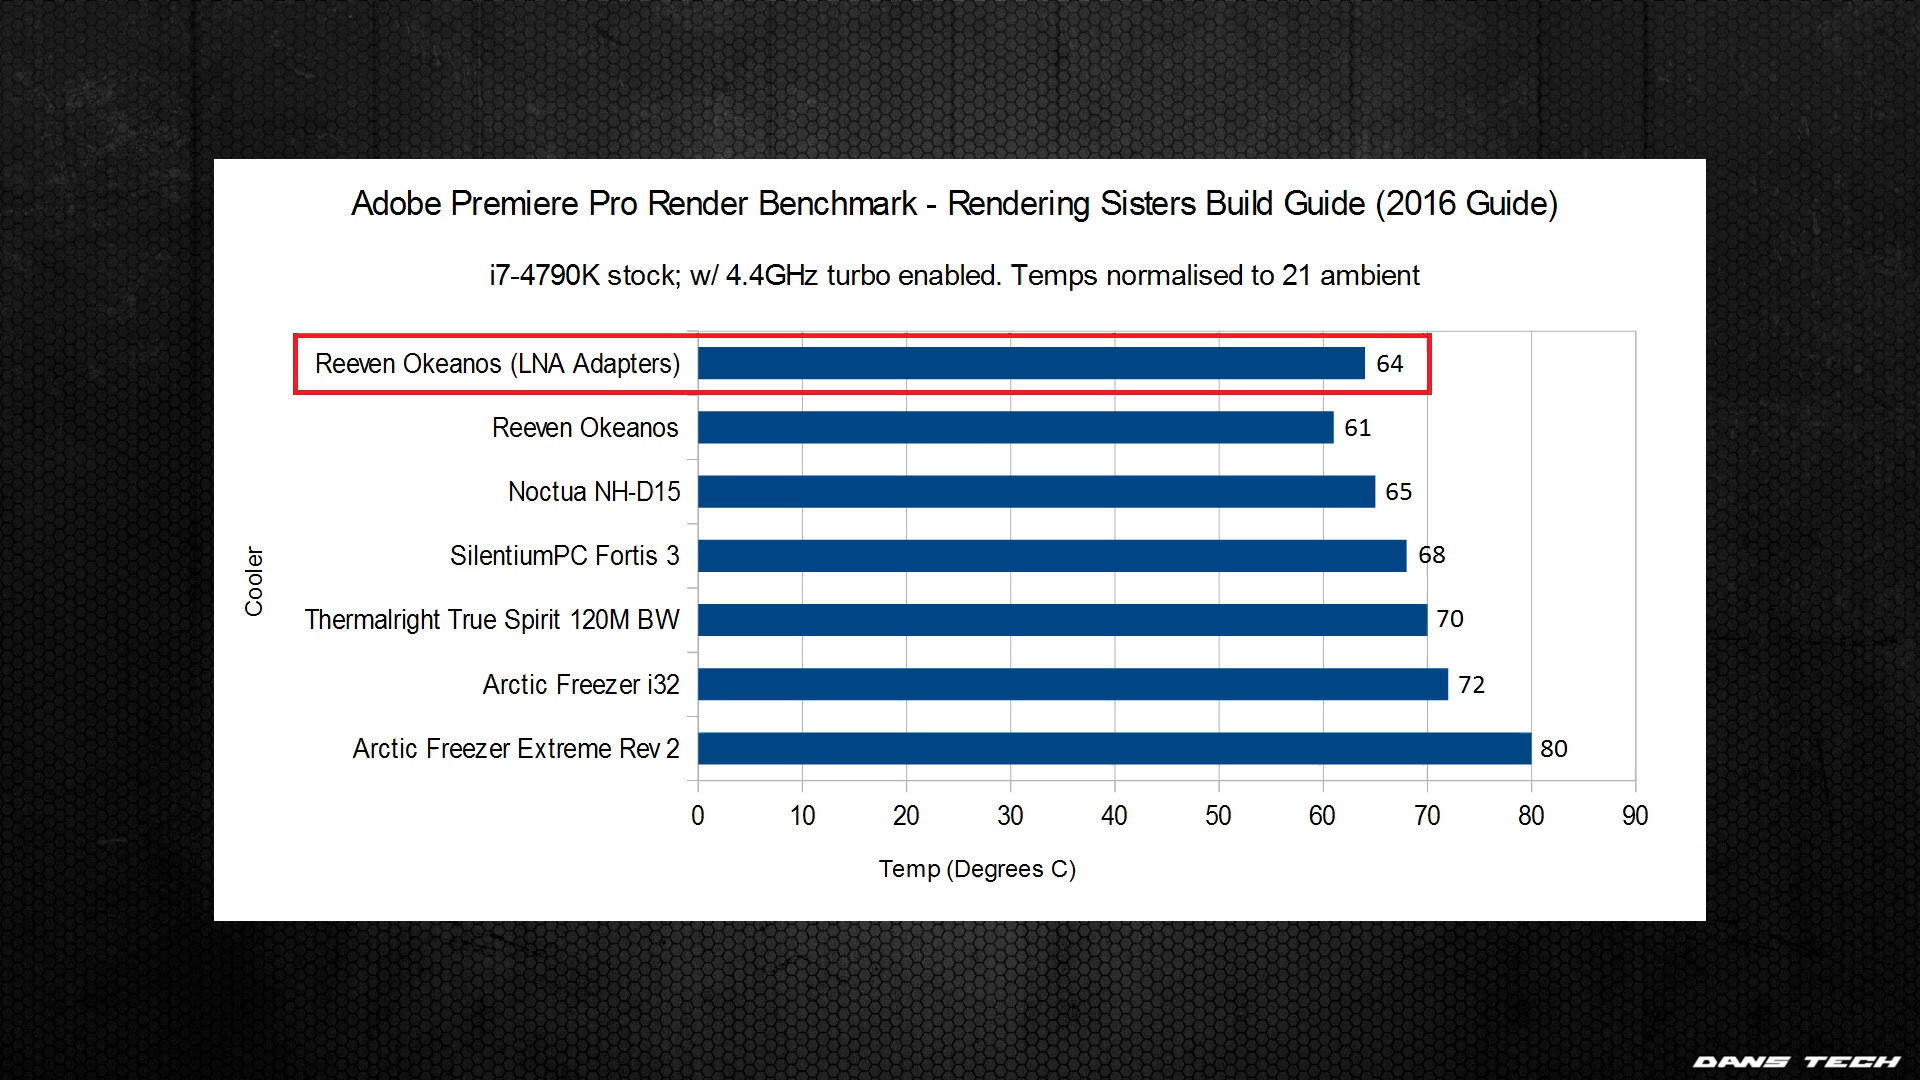 Adobe Premiere Pro Render Benchmark - Rendering Sisters Build Guide (2016 Guide)
i7-4790K stock; w/ 4.4GHz turbo enabled. Temps normalised to 21 ambient
Cooler
Reeven Okeanos (LNA Adapters) 64
Reeven Okeanos 61
Noctua NH-D15 65
SilentiumPC Fortis 3 68
Thermalright True Spirit 120M BW 70
Arctic Freezer i32 72
Arctic Freezer Extreme Rev 2 80
0 10 20 30 40 50 60 70 80 90
Temp (Degrees C)
DANS TECH